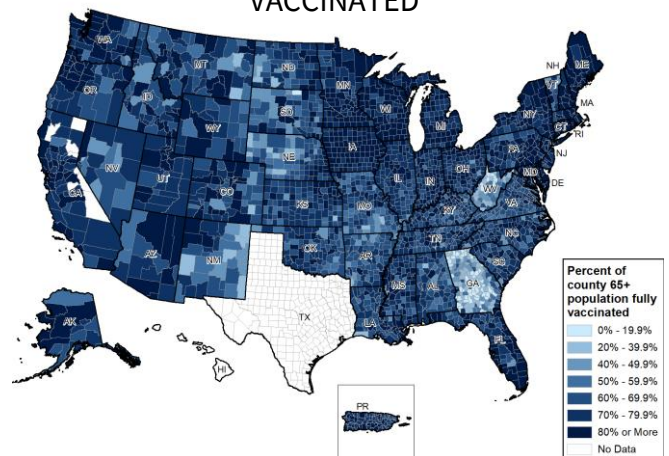 VACCINATED
WA
MT
ND
MN
NH
VT
ME
OR
ID
SD
WI
MI
NY
MA
CT
RI
WY
IA
PA
NJ
NE
NV
UT
CO
IL
IN
OH
MD
DE
WV
VA
CA
KS
MO
KY
NC
TN
AZ
NM
OK
AR
SC
MS
AL
GA
LA
TX
FL
AK
HI
PR
Percent of
county 65+
population fully
vaccinated
0% - 19.9%
20% - 39.9%
40% - 49.9%
50% - 59.9%
60% - 69.9%
70% - 79.9%
80% or More
No Data